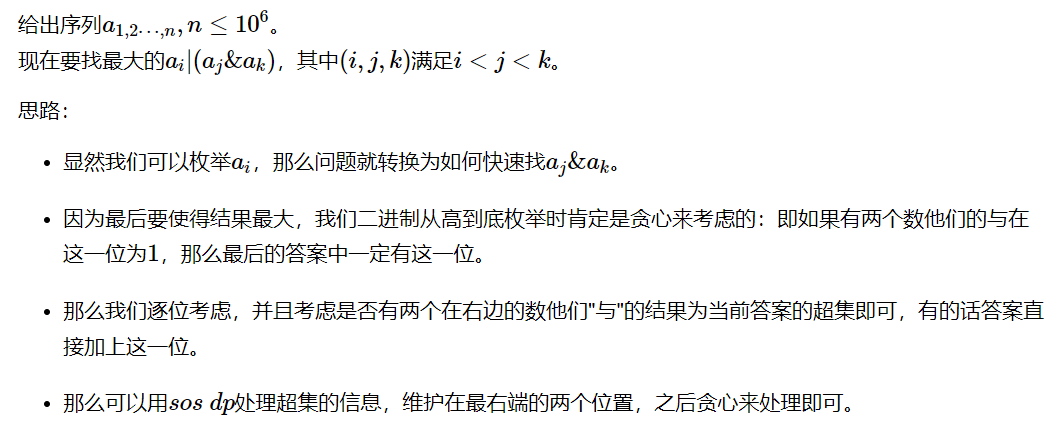 给出序列$a_{1,2\ldots,n}, n \leq 10^6$。
现在要找最大的$a_i|(a_j \& a_k)$，其中$(i, j, k)$满足$i < j < k$。
思路：
• 显然我们可以枚举$a_i$，那么问题就转换为如何快速找$a_j \& a_k$。
• 因为最后要使得结果最大，我们二进制从高到底枚举时肯定是贪心来考虑的：即如果有两个数他们的与在
这一位为$1$，那么最后的答案中一定有这一位。
• 那么我们逐位考虑，并且考虑是否有两个在右边的数他们"与"的结果为当前答案的超集即可，有的话答案直
接加上这一位。
• 那么可以用$sos\ dp$处理超集的信息，维护在最右端的两个位置，之后贪心来处理即可。